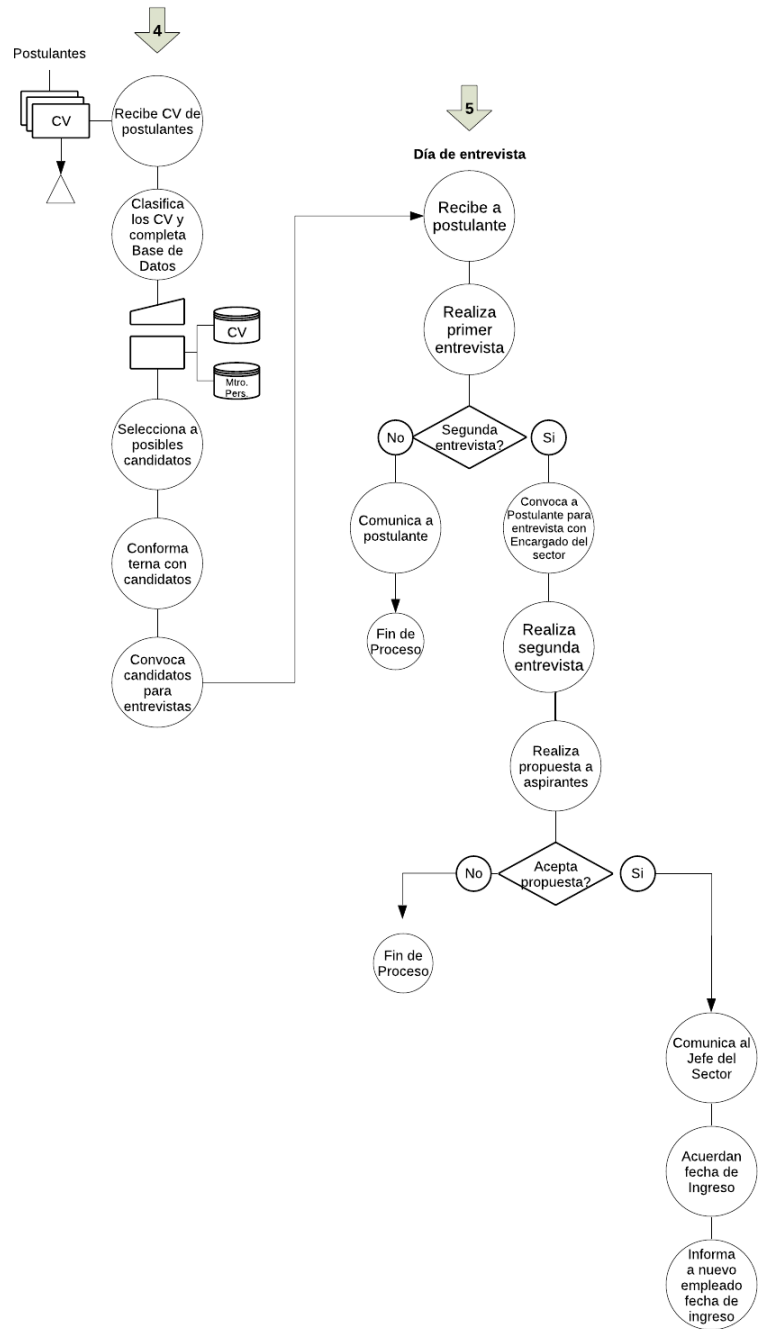 4
Postulantes
CV
Recibe CV de
postulantes
Clasifica
los CV y
completa
Base de
Datos
CV
Mtro.
Pers.
Selecciona a
posibles
candidatos
Conforma
terna con
candidatos
Convoca
candidatos
para
entrevistas
5
Día de entrevista
Recibe a
postulante
Realiza
primer
entrevista
Segunda
entrevista?
No
Si
Comunica a
postulante
Fin de
Proceso
Convoca a
Postulante para
entrevista con
Encargado del
sector
Realiza
segunda
entrevista
Realiza
propuesta a
aspirantes
Acepta
propuesta?
No
Si
Fin de
Proceso
Comunica al
Jefe del
Sector
Acuerdan
fecha de
Ingreso
Informa
a nuevo
empleado
fecha de
ingreso